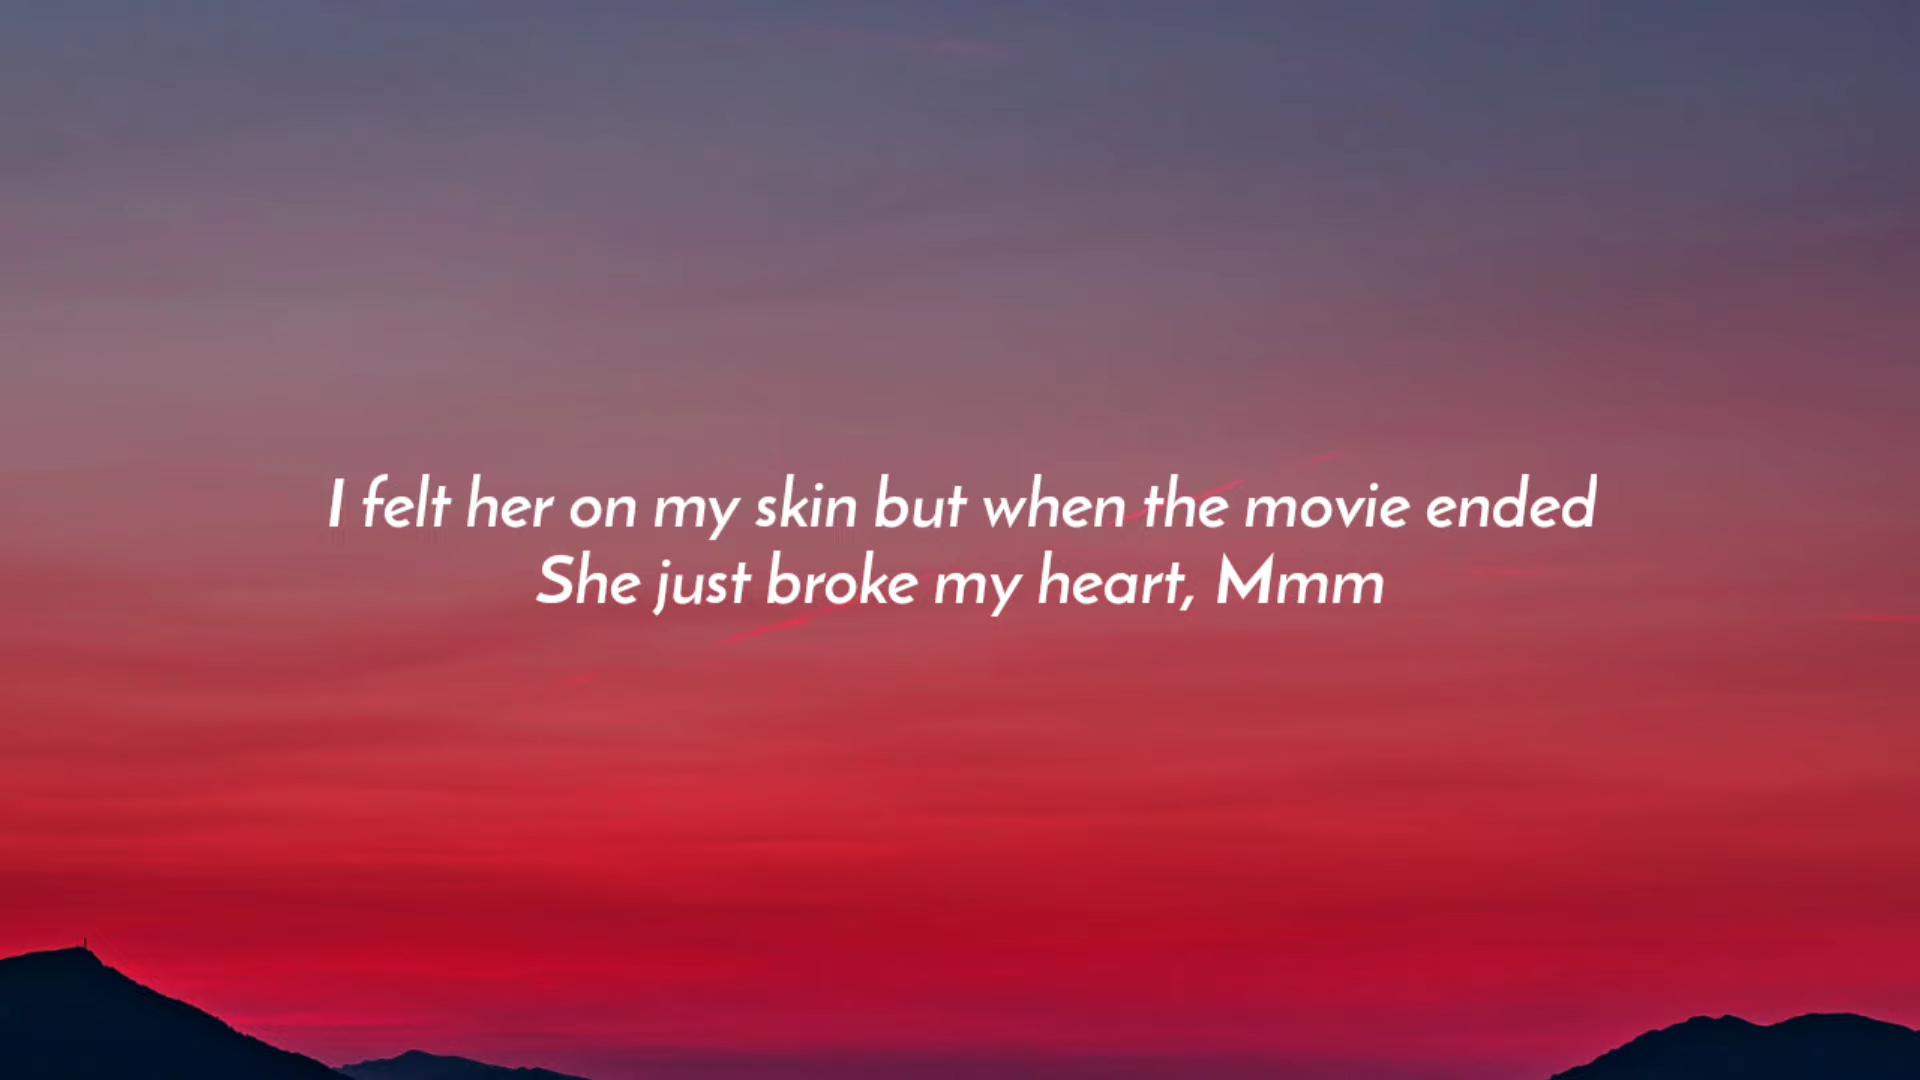 I felt her on my skin but when the movie ended
She just broke my heart, Mmm